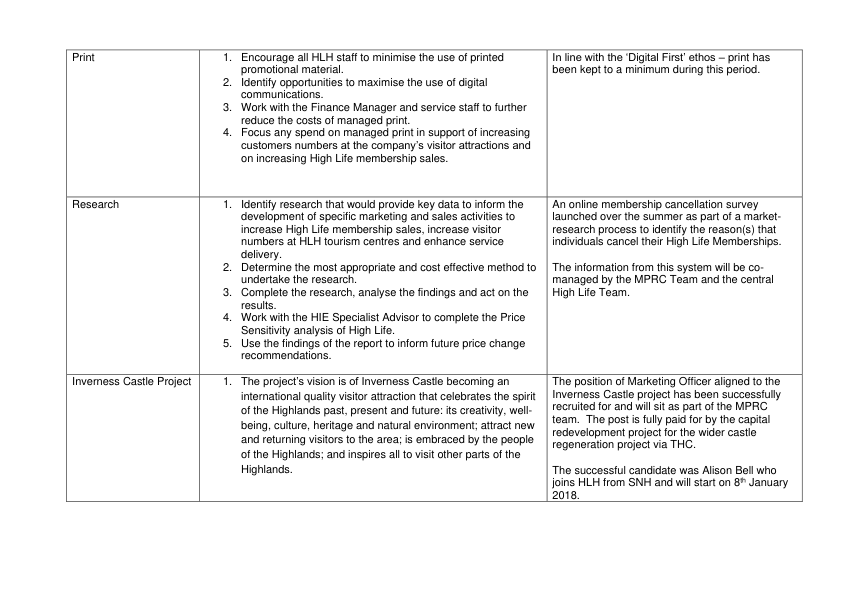 Print
1. Encourage all HLH staff to minimise the use of printed
promotional material.
2. Identify opportunities to maximise the use of digital
communications.
3. Work with the Finance Manager and service staff to further
reduce the costs of managed print.
4. Focus any spend on managed print in support of increasing
customers numbers at the company's visitor attractions and
on increasing High Life membership sales.
In line with the 'Digital First' ethos – print has
been kept to a minimum during this period.
Research
1. Identify research that would provide key data to inform the
development of specific marketing and sales activities to
increase High Life membership sales, increase visitor
numbers at HLH tourism centres and enhance service
delivery.
2. Determine the most appropriate and cost effective method to
undertake the research.
3. Complete the research, analyse the findings and act on the
results.
4. Work with the HIE Specialist Advisor to complete the Price
Sensitivity analysis of High Life.
5. Use the findings of the report to inform future price change
recommendations.
An online membership cancellation survey
launched over the summer as part of a market-
research process to identify the reason(s) that
individuals cancel their High Life Memberships.
The information from this system will be co-
managed by the MPRC Team and the central
High Life Team.
Inverness Castle Project
1. The project's vision is of Inverness Castle becoming an
international quality visitor attraction that celebrates the spirit
of the Highlands past, present and future: its creativity, well-
being, culture, heritage and natural environment; attract new
and returning visitors to the area; is embraced by the people
of the Highlands; and inspires all to visit other parts of the
Highlands.
The position of Marketing Officer aligned to the
Inverness Castle project has been successfully
recruited for and will sit as part of the MPRC
team.  The post is fully paid for by the capital
redevelopment project for the wider castle
regeneration project via THC.
The successful candidate was Alison Bell who
joins HLH from SNH and will start on 8th January
2018.